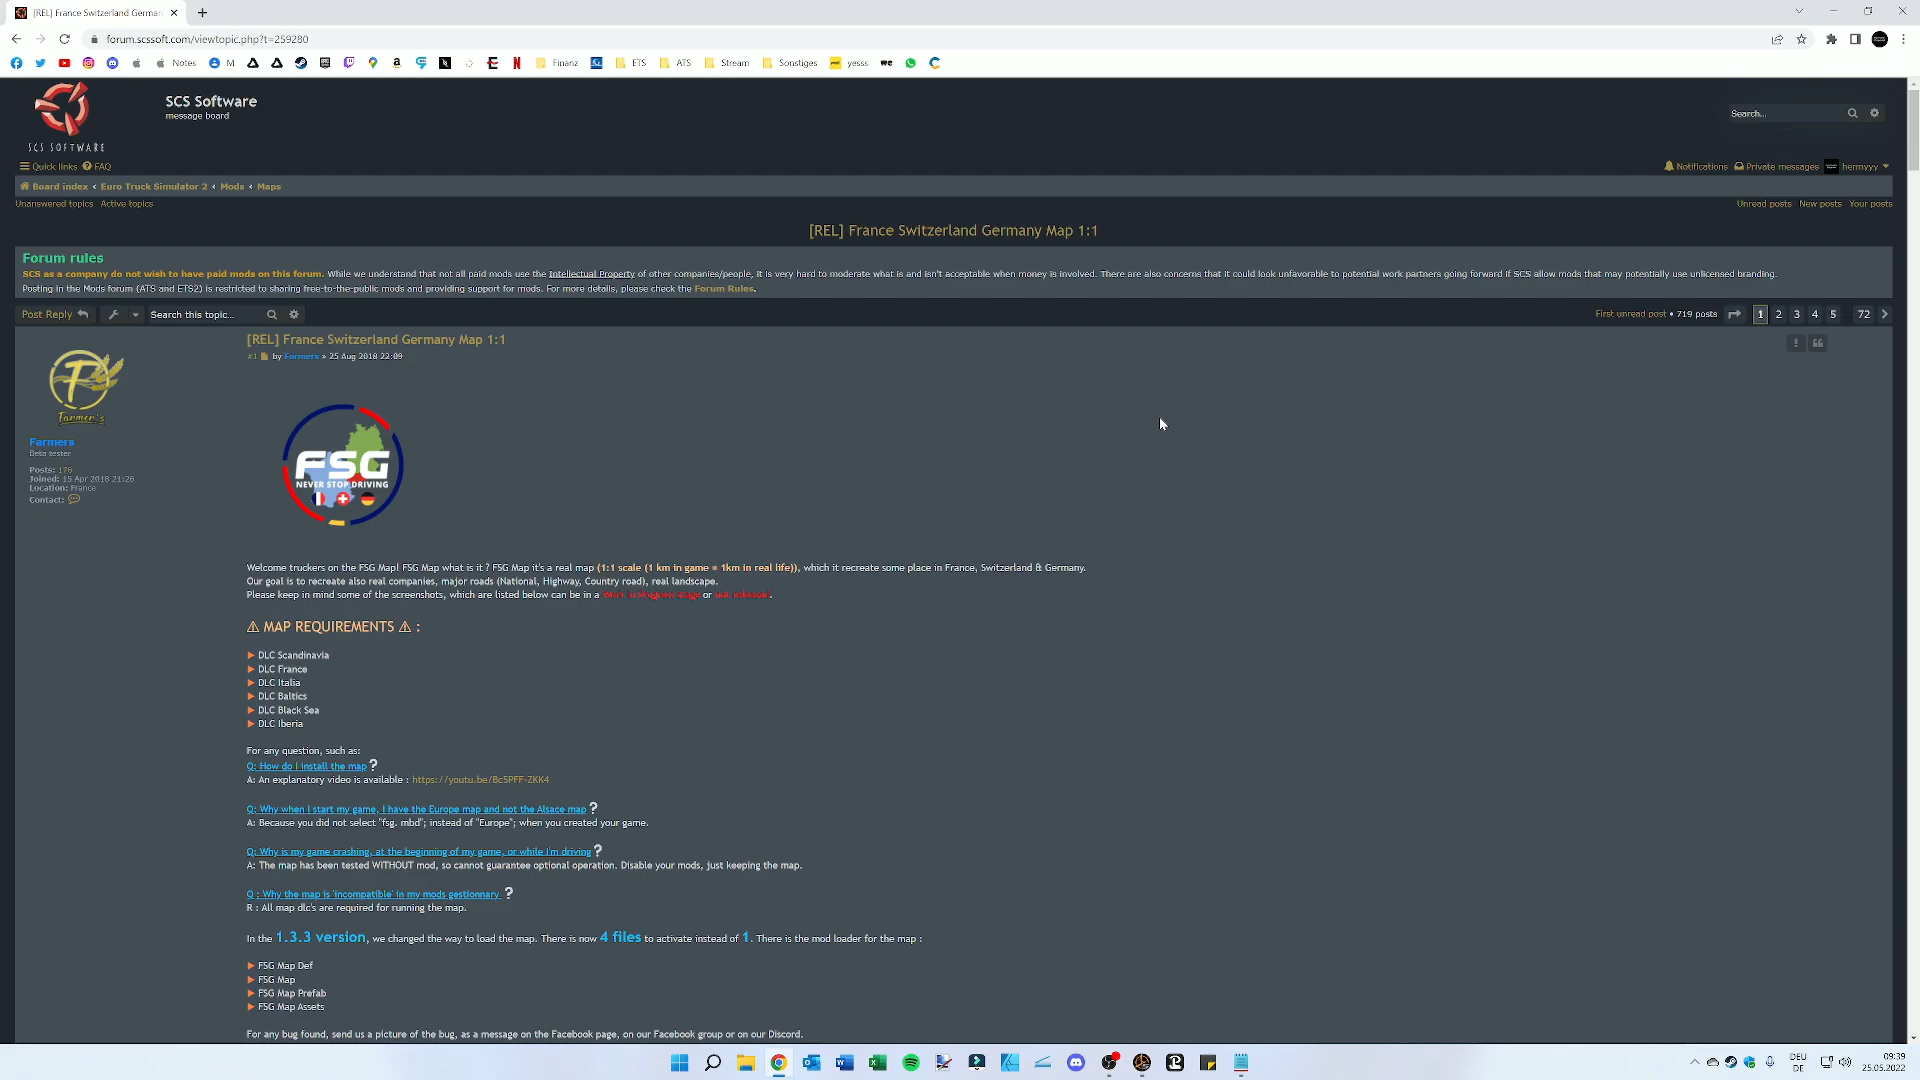 [REL] France Switzerland German
forum.scssoft.com/viewtopic.php?t=259280
Notes M Finanz ETS ATS Stream Sonstiges yesss
SCS Software
message board
SCS SOFTWARE
Search...
Quick links FAQ
Notifications Private messages hermyyy
Board index ‹ Euro Truck Simulator 2 ‹ Mods ‹ Maps
Unanswered topics Active topics
Unread posts New posts Your posts
[REL] France Switzerland Germany Map 1:1
Forum rules
SCS as a company do not wish to have paid mods on this forum. While we understand that not all paid mods use the Intellectual Property of other companies/people, it is very hard to moderate what is and isn't acceptable when money is involved. There are also concerns that it could look unfavorable to potential work partners going forward if SCS allow mods that may potentially use unlicensed branding.
Posting in the Mods forum (ATS and ETS2) is restricted to sharing free-to-the-public mods and providing support for mods. For more details, please check the Forum Rules.
Post Reply Search this topic...
First unread post • 719 posts 1 2 3 4 5 72
[REL] France Switzerland Germany Map 1:1
#1 by Farmers » 25 Aug 2018 22:09
Farmer's
Farmers
Beta tester
Posts: 176
Joined: 15 Apr 2018 21:26
Location: France
Contact:
FSG
NEVER STOP DRIVING
Welcome truckers on the FSG Map! FSG Map what is it ? FSG Map it's a real map (1:1 scale (1 km in game = 1km in real life)), which it recreate some place in France, Switzerland & Germany.
Our goal is to recreate also real companies, major roads (National, Highway, Country road), real landscape.
Please keep in mind some of the screenshots, which are listed below can be in a or .
⚠ MAP REQUIREMENTS ⚠ :
► DLC Scandinavia
► DLC France
► DLC Italia
► DLC Baltics
► DLC Black Sea
► DLC Iberia
For any question, such as:
Q: How do I install the map ?
A: An explanatory video is available : https://youtu.be/Bc5PFF-ZKK4
Q: Why when I start my game, I have the Europe map and not the Alsace map ?
A: Because you did not select "fsg. mbd"; instead of "Europe"; when you created your game.
Q: Why is my game crashing, at the beginning of my game, or while I'm driving ?
A: The map has been tested WITHOUT mod, so cannot guarantee optional operation. Disable your mods, just keeping the map.
Q : Why the map is 'incompatible' in my mods gestionnary ?
R : All map dlc's are required for running the map.
In the 1.3.3 version, we changed the way to load the map. There is now 4 files to activate instead of 1. There is the mod loader for the map :
► FSG Map Def
► FSG Map
► FSG Map Prefab
► FSG Map Assets
For any bug found, send us a picture of the bug, as a message on the Facebook page, on our Facebook group or on our Discord.
DEU
DE
09:39
25.05.2022